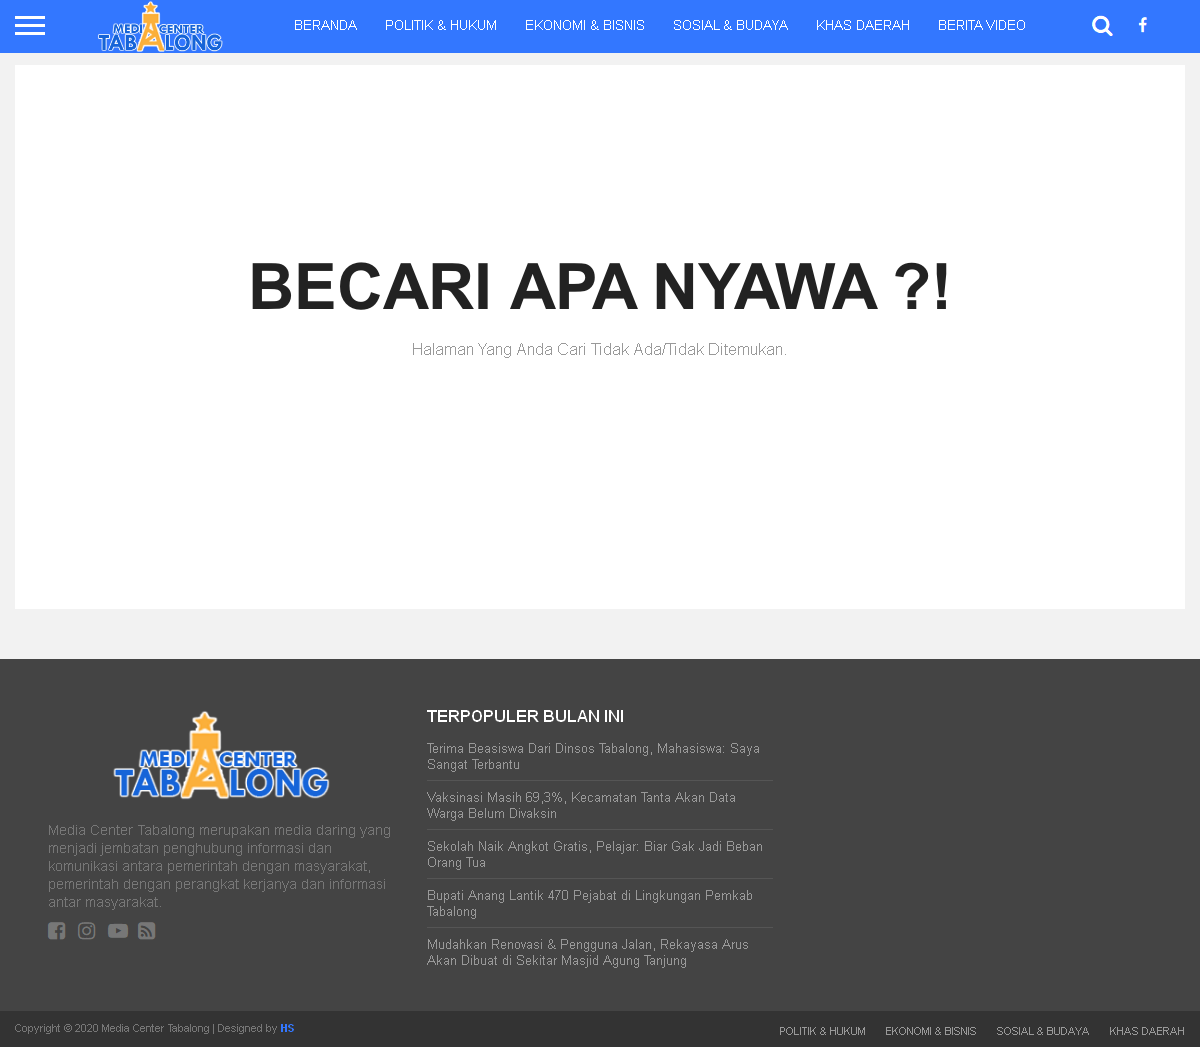 MEDIA CENTER
TABALONG
BERANDA POLITIK & HUKUM EKONOMI & BISNIS SOSIAL & BUDAYA KHAS DAERAH BERITA VIDEO
BECARI APA NYAWA ?!
Halaman Yang Anda Cari Tidak Ada/Tidak Ditemukan.
MEDIA CENTER
TABALONG
Media Center Tabalong merupakan media daring yang
menjadi jembatan penghubung informasi dan
komunikasi antara pemerintah dengan masyarakat,
pemerintah dengan perangkat kerjanya dan informasi
antar masyarakat.
TERPOPULER BULAN INI
Terima Beasiswa Dari Dinsos Tabalong, Mahasiswa: Saya
Sangat Terbantu
Vaksinasi Masih 69,3%, Kecamatan Tanta Akan Data
Warga Belum Divaksin
Sekolah Naik Angkot Gratis, Pelajar: Biar Gak Jadi Beban
Orang Tua
Bupati Anang Lantik 470 Pejabat di Lingkungan Pemkab
Tabalong
Mudahkan Renovasi & Pengguna Jalan, Rekayasa Arus
Akan Dibuat di Sekitar Masjid Agung Tanjung
Copyright © 2020 Media Center Tabalong | Designed by HS
POLITIK & HUKUM EKONOMI & BISNIS SOSIAL & BUDAYA KHAS DAERAH